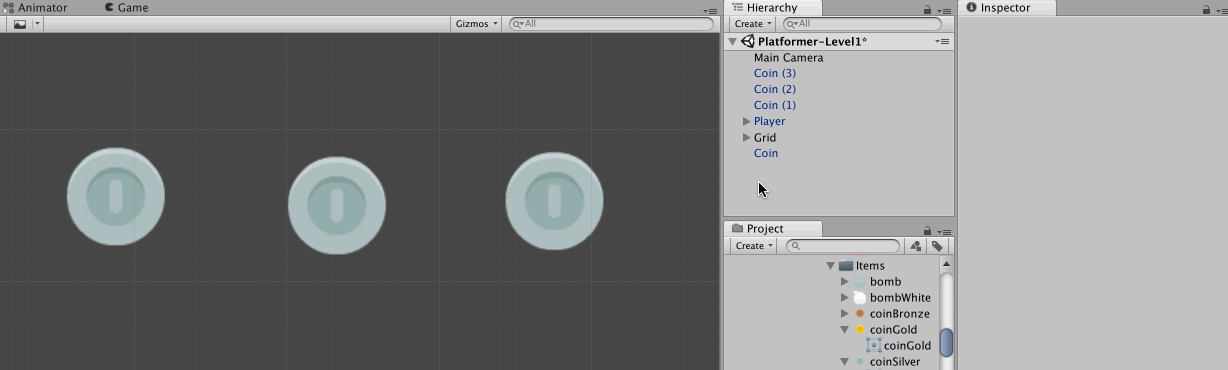 Animator Game
Gizmos All
Hierarchy
Create All
Platformer-Level1*
Main Camera
Coin (3)
Coin (2)
Coin (1)
Player
Grid
Coin
Project
Create
Items
bomb
bombWhite
coinBronze
coinGold
coinGold
coinSilver
Inspector